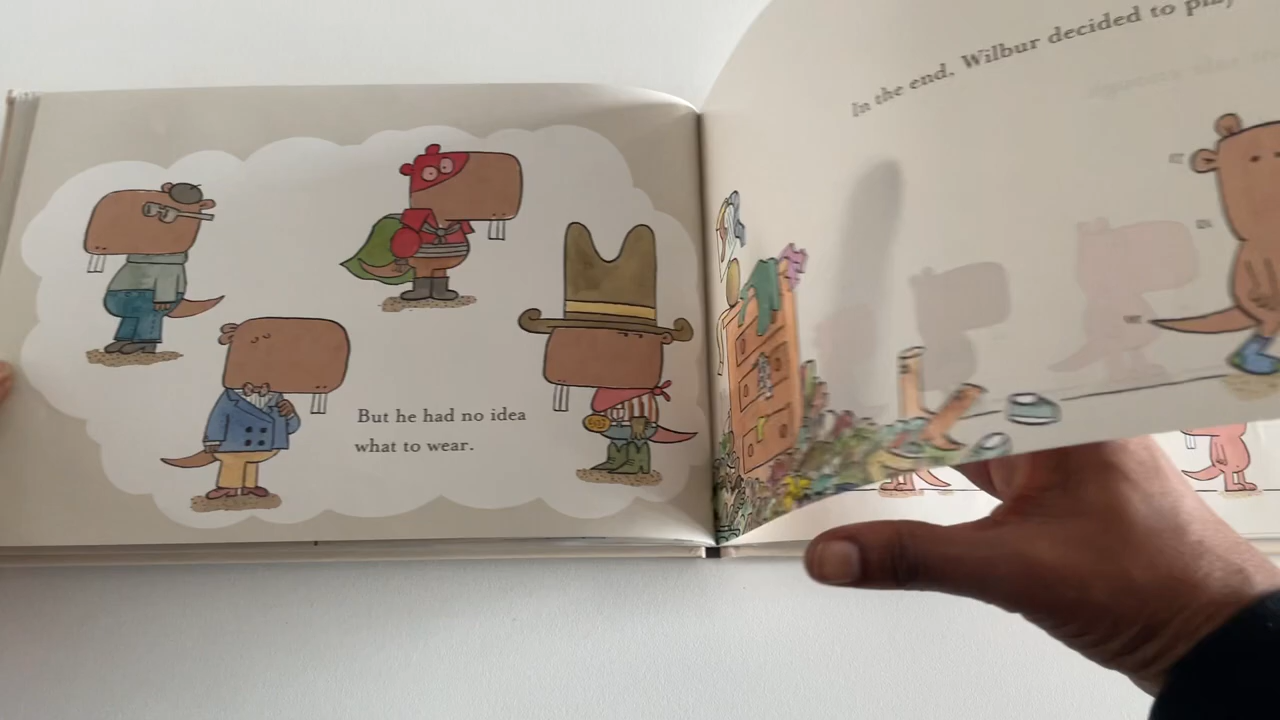 But he had no idea
what to wear.
In the end, Wilbur decided to